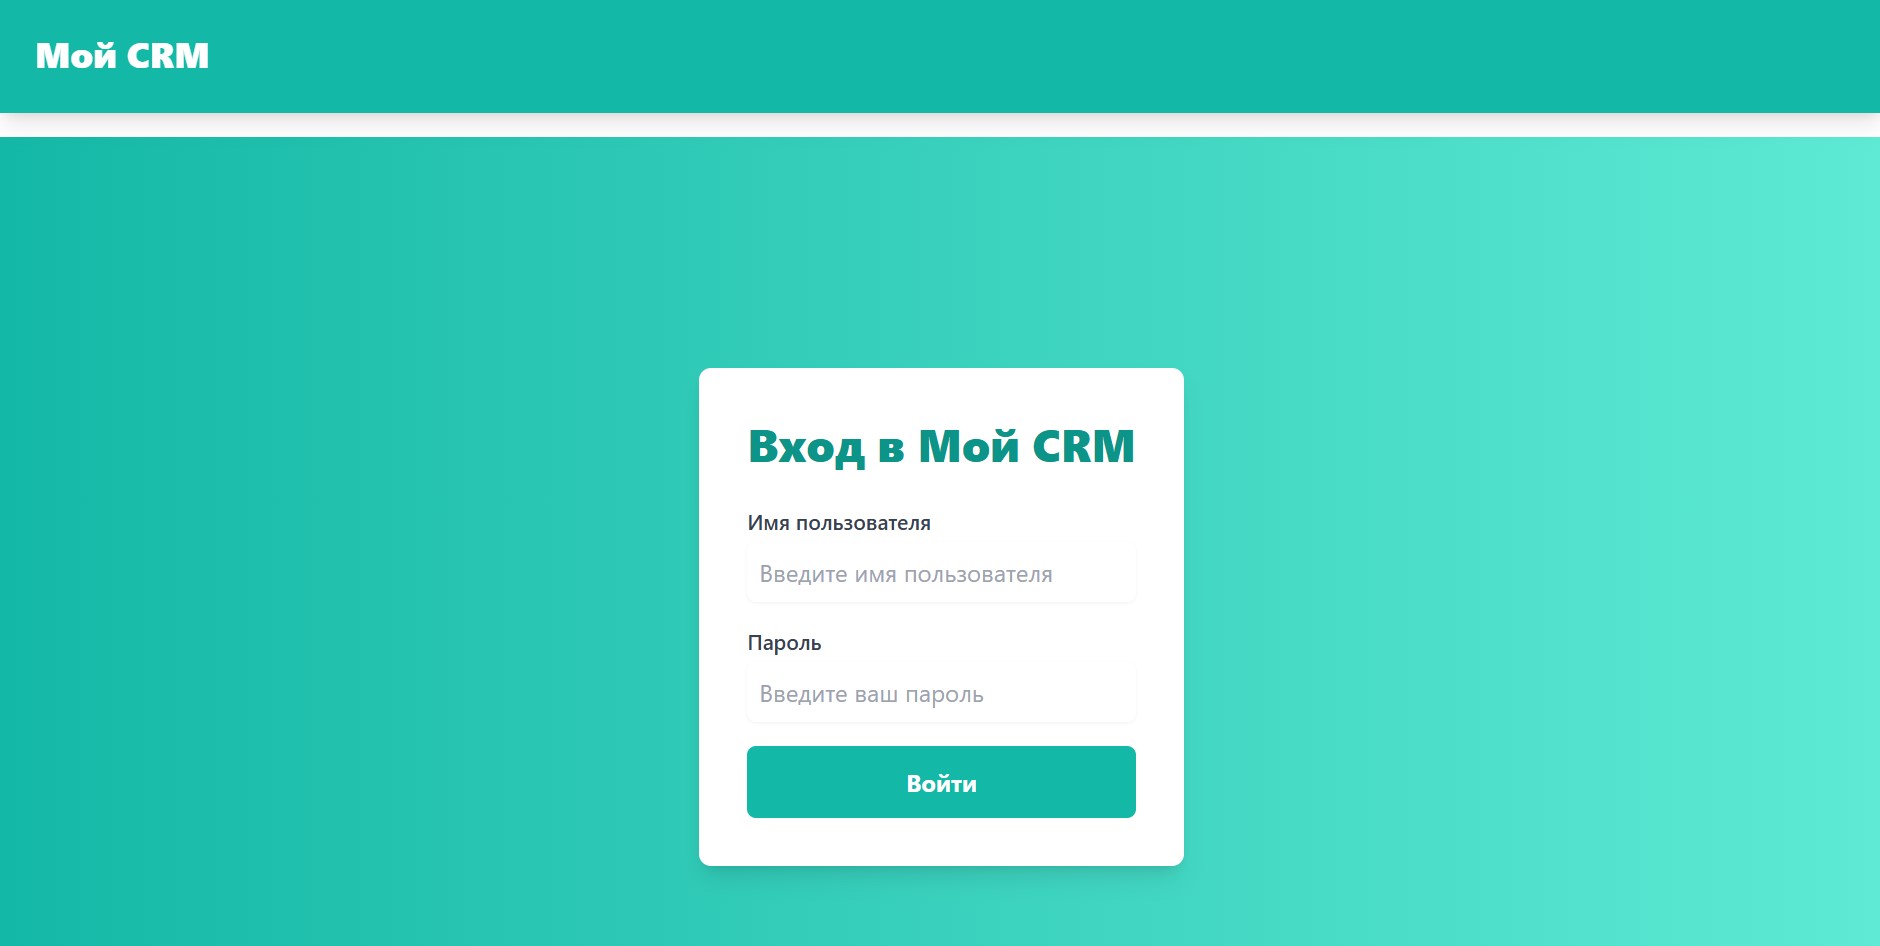 Мой CRM
Вход в Мой CRM
Имя пользователя
Введите имя пользователя
Пароль
Введите ваш пароль
Войти